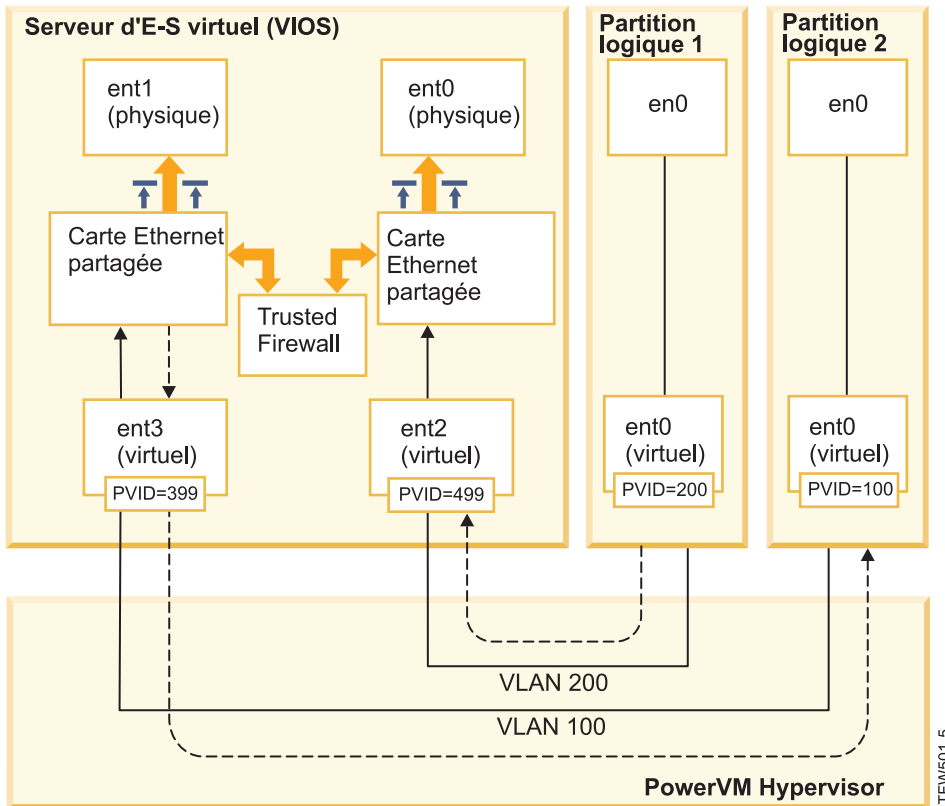 Serveur d'E-S virtuel (VIOS)
ent1
(physique)
ent0
(physique)
Carte Ethernet
partagée
Carte
Ethernet
partagée
Trusted
Firewall
ent3
(virtuel)
PVID=399
ent2
(virtuel)
PVID=499
Partition
logique 1
en0
ent0
(virtuel)
PVID=200
Partition
logique 2
en0
ent0
(virtuel)
PVID=100
VLAN 200
VLAN 100
PowerVM Hypervisor